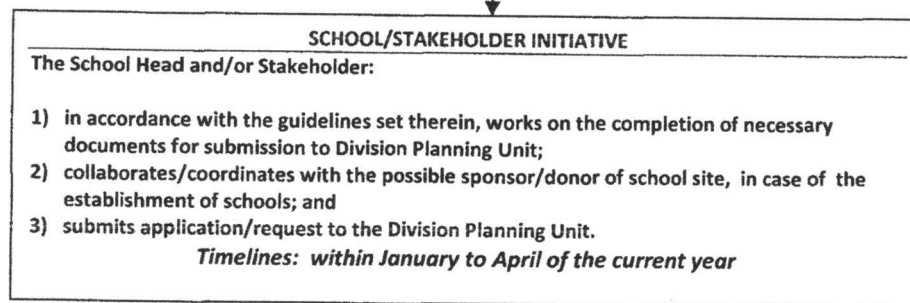 SCHOOL/STAKEHOLDER INITIATIVE
The School Head and/or Stakeholder:
1) in accordance with the guidelines set therein, works on the completion of necessary
documents for submission to Division Planning Unit;
2) collaborates/coordinates with the possible sponsor/donor of school site, in case of the
establishment of schools; and
3) submits application/request to the Division Planning Unit.
Timelines: within January to April of the current year